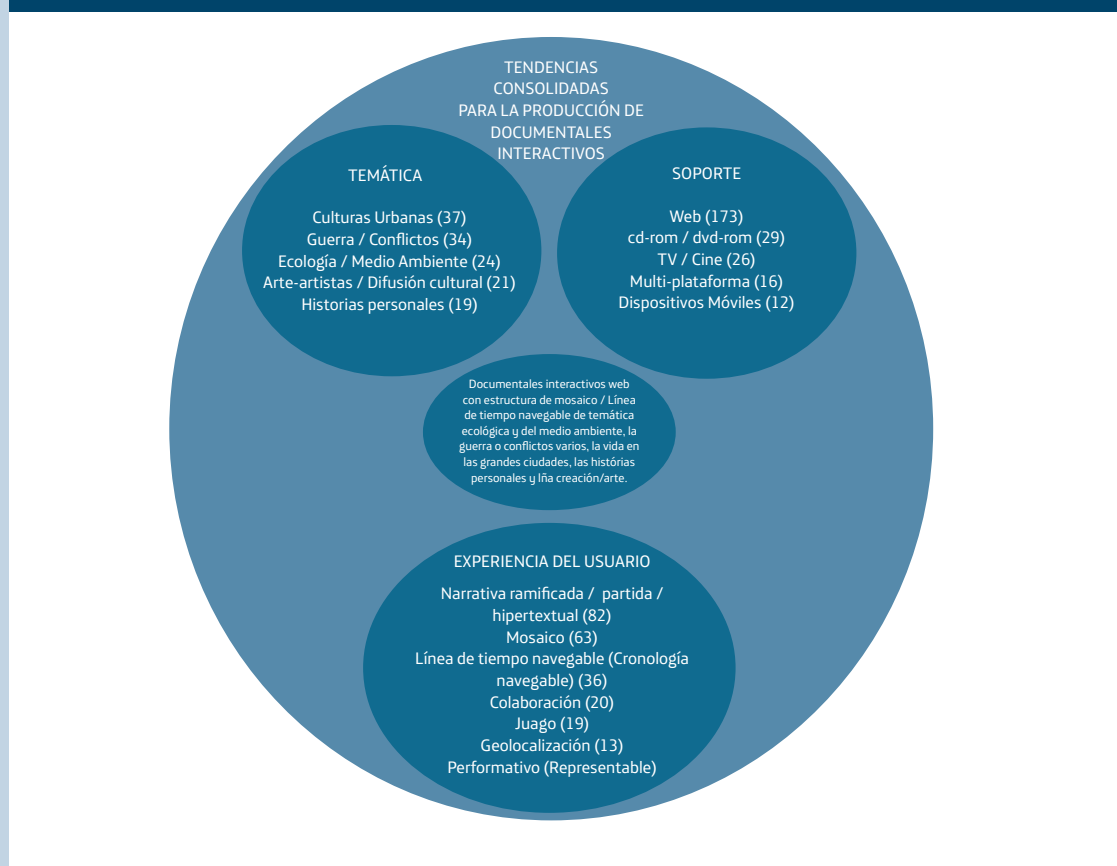 TENDENCIAS
CONSOLIDADAS
PARA LA PRODUCCIÓN DE
DOCUMENTALES
INTERACTIVOS
TEMÁTICA
Culturas Urbanas (37)
Guerra / Conflictos (34)
Ecología / Medio Ambiente (24)
Arte-artistas / Difusión cultural (21)
Historias personales (19)
SOPORTE
Web (173)
cd-rom / dvd-rom (29)
TV / Cine (26)
Multi-plataforma (16)
Dispositivos Móviles (12)
Documentales interactivos web
con estructura de mosaico / Línea
de tiempo navegable de temática
ecológica y del medio ambiente, la
guerra o conflictos varios, la vida en
las grandes ciudades, las histórias
personales y lña creación/arte.
EXPERIENCIA DEL USUARIO
Narrativa ramificada / partida /
hipertextual (82)
Mosaico (63)
Línea de tiempo navegable (Cronología
navegable) (36)
Colaboración (20)
Juago (19)
Geolocalización (13)
Performativo (Representable)